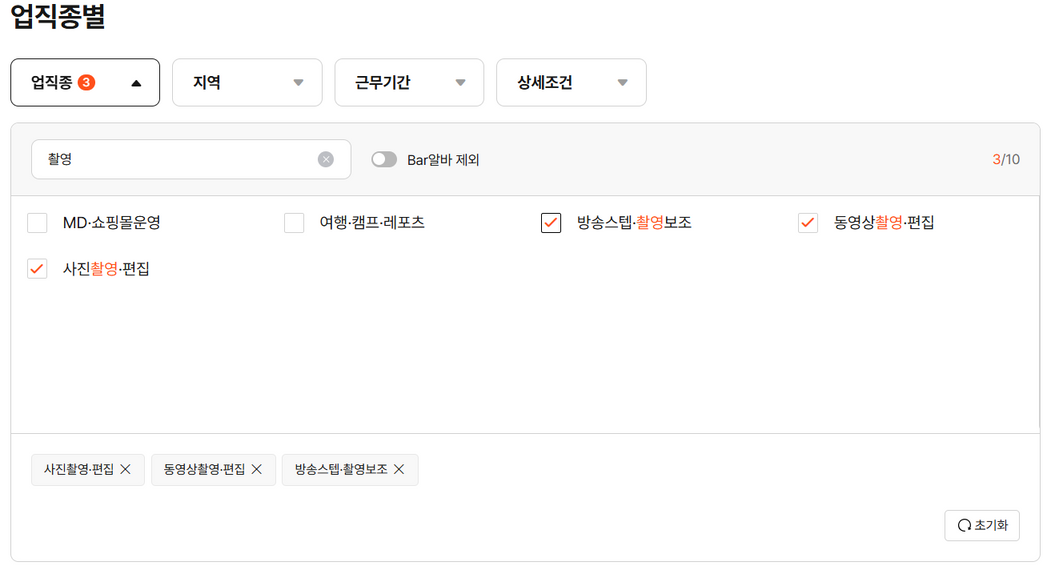 업직종별
업직종 3 지역 근무기간 상세조건
촬영 Bar알바 제외 3/10
MD·쇼핑몰운영 여행·캠프·레포츠 방송스텝·촬영보조 동영상촬영·편집
사진촬영·편집
사진촬영·편집 동영상촬영·편집 방송스텝·촬영보조
초기화